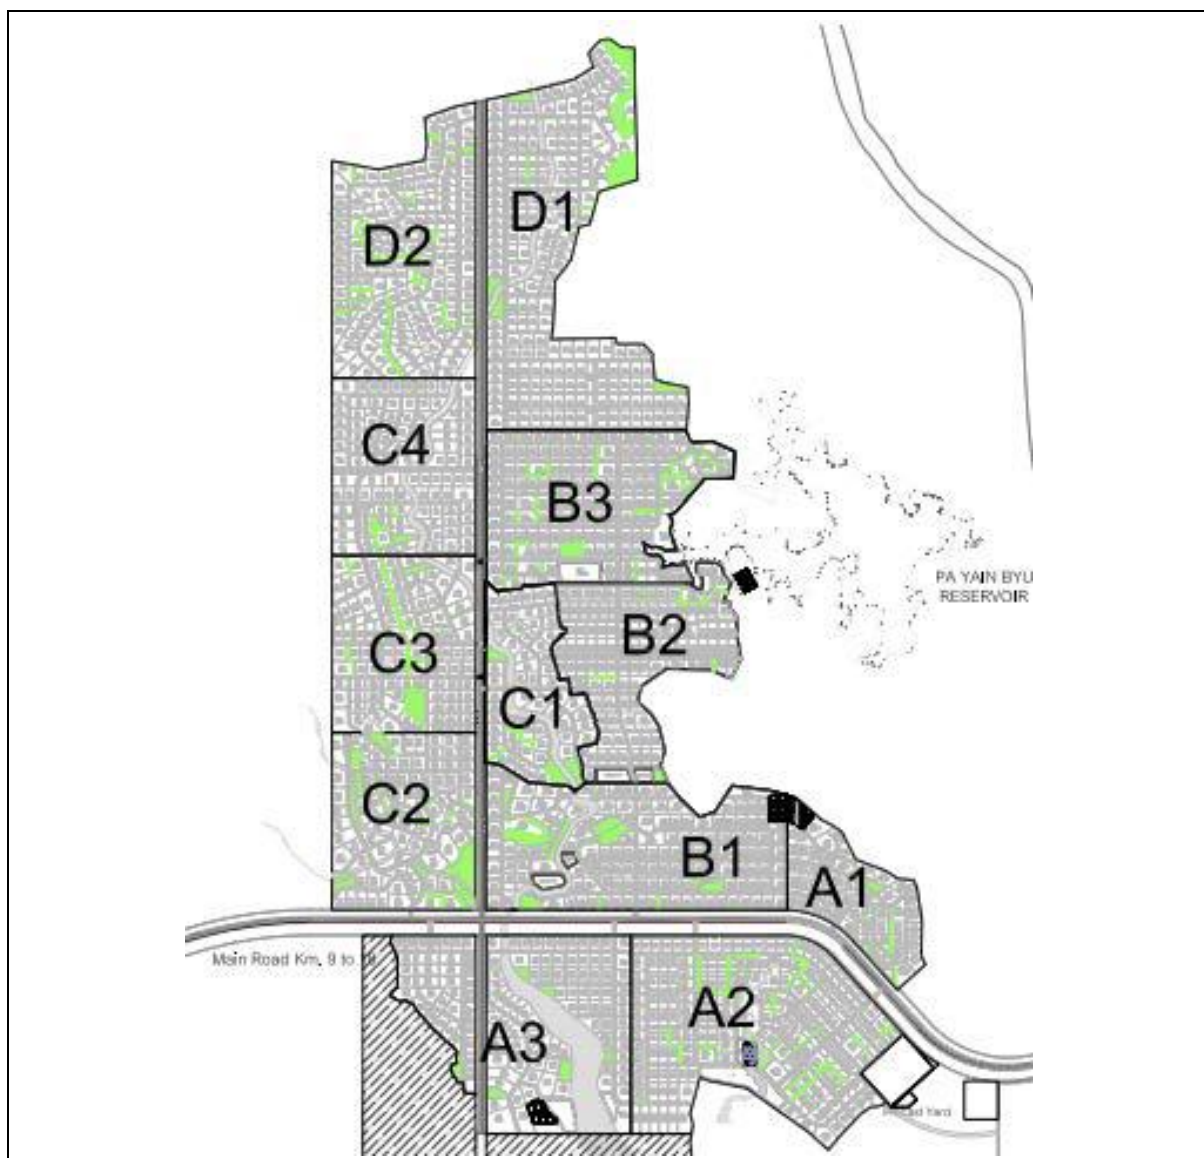 D1
D2
C4
B3
PA YAIN BYU
RESERVOIR
B2
C3
C1
C2
B1
A1
Main Road Km. 9 to
A2
A3
Yard